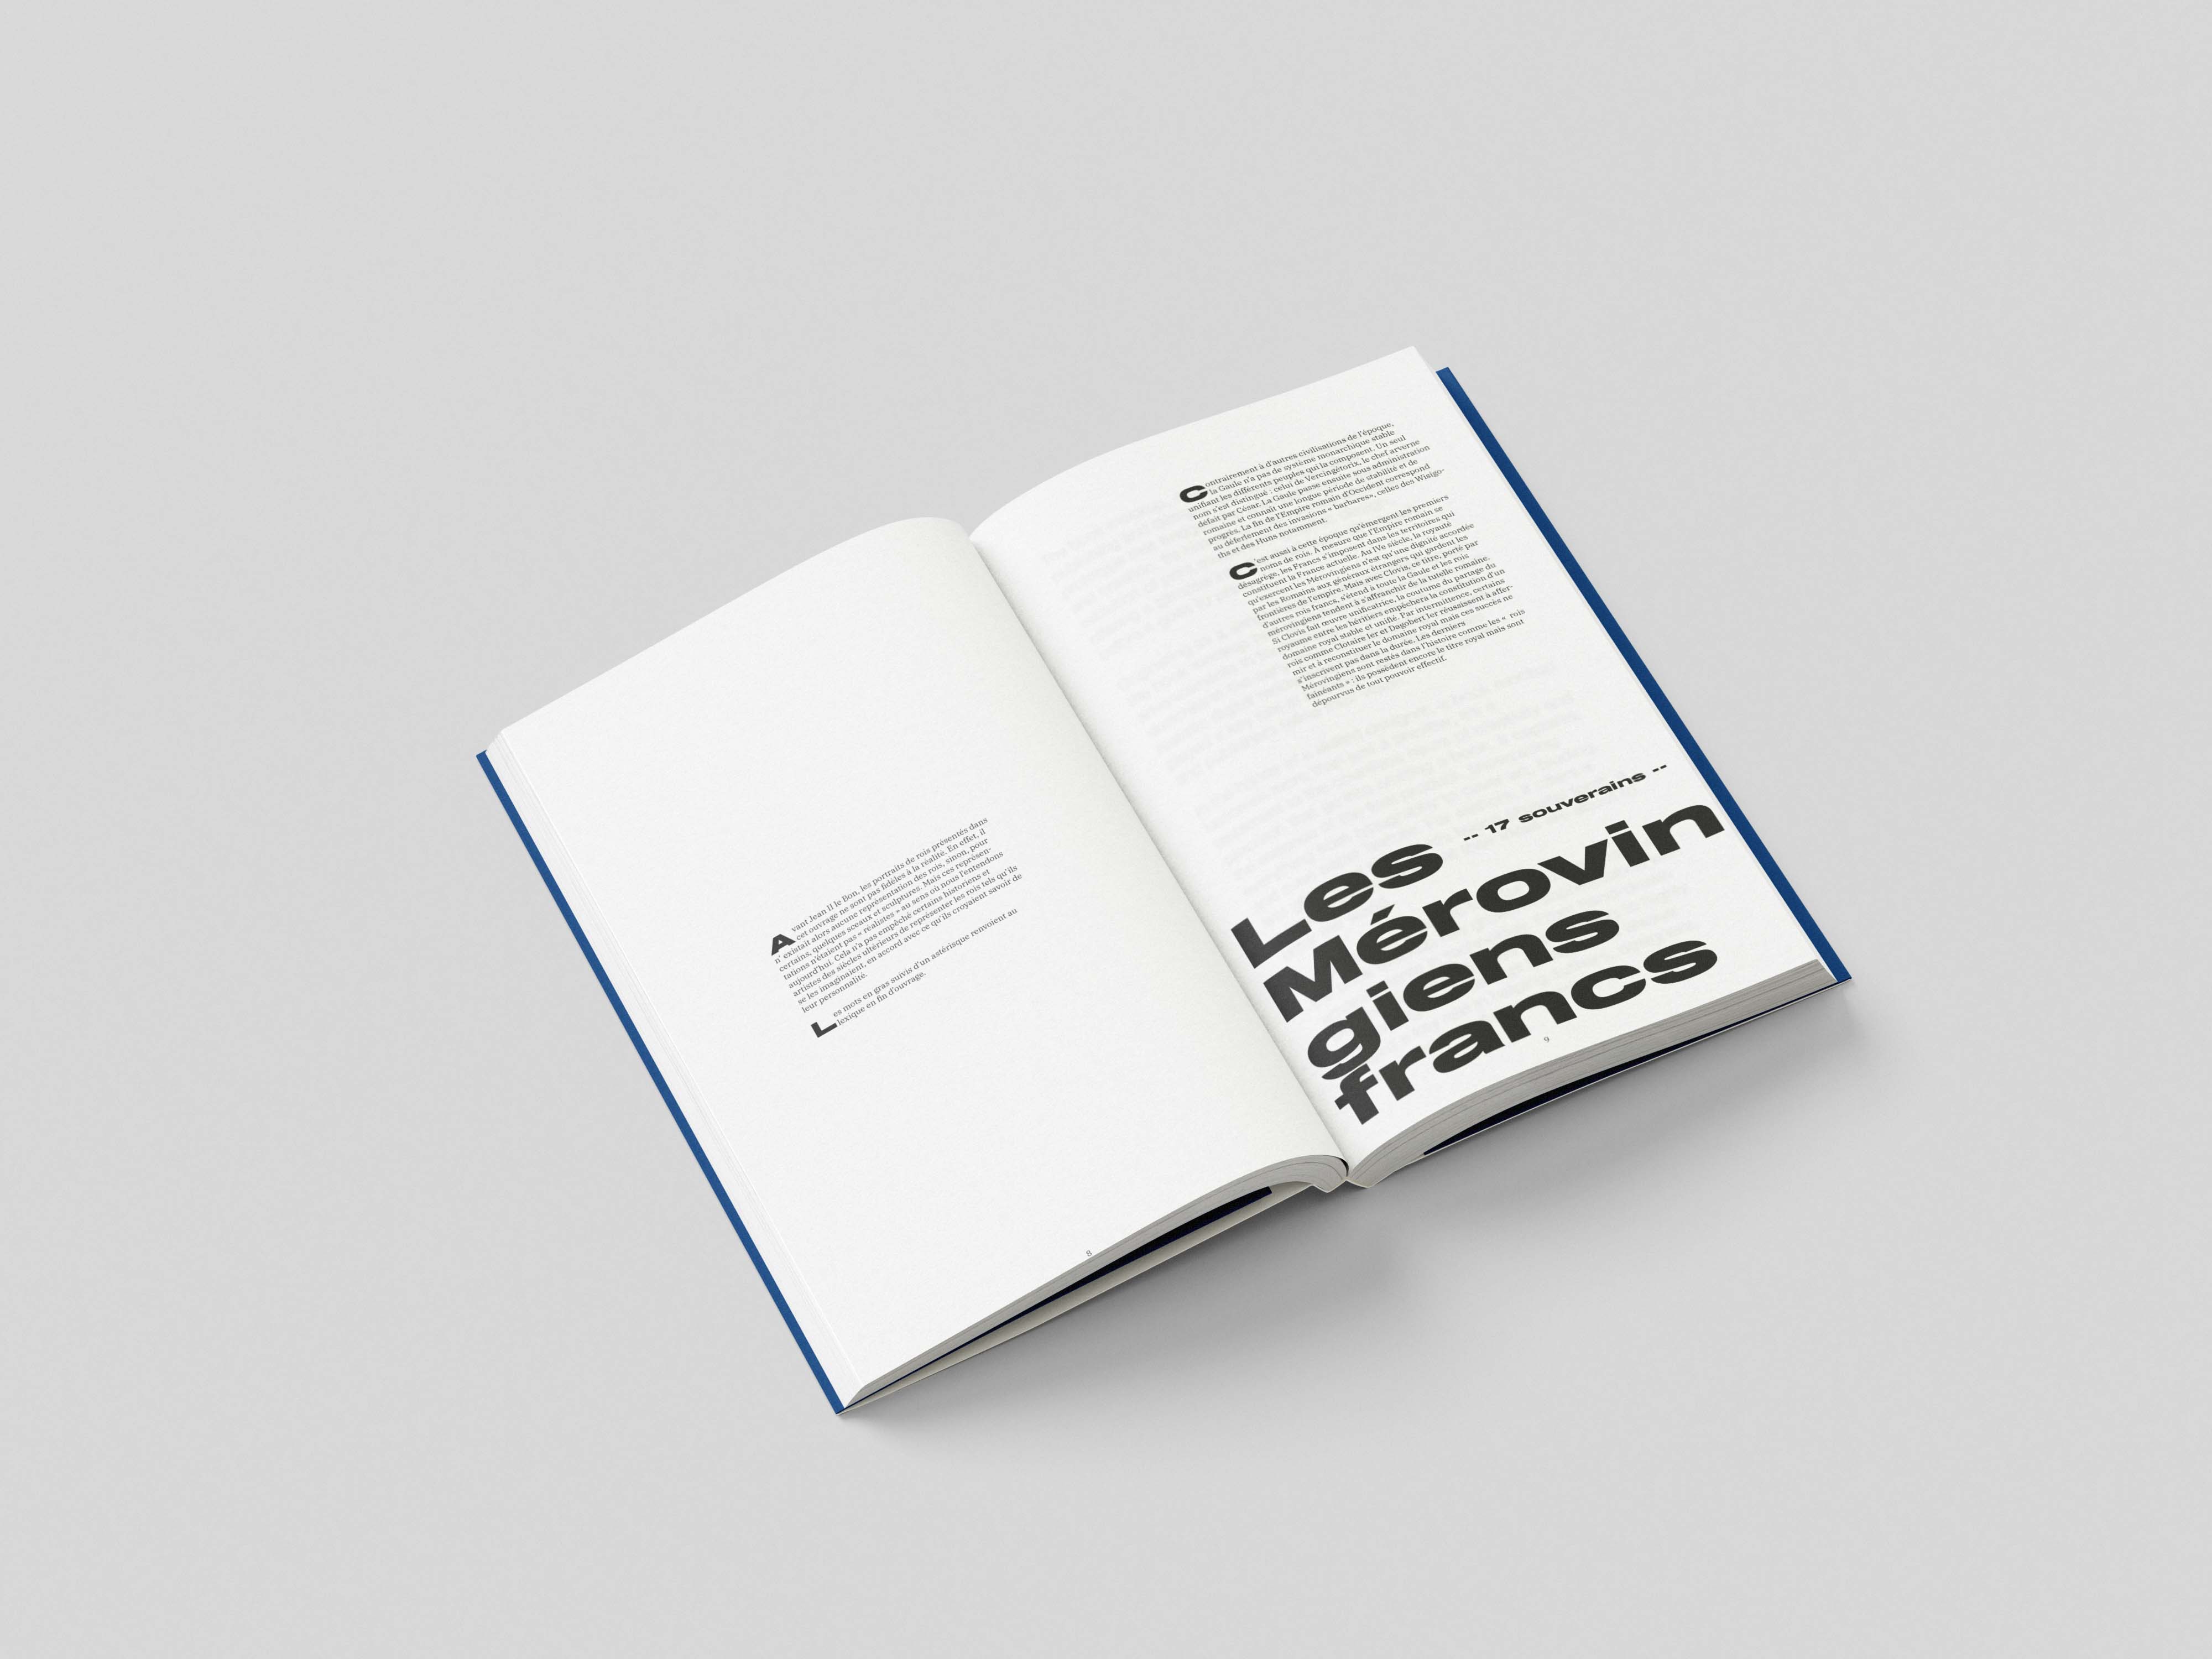 Avant Jean II le Bon, les portraits de rois présentés dans
cet ouvrage ne sont pas fidèles à la réalité. En effet, il
n'existait alors aucune représentation des rois, sinon, pour
certains, quelques sceaux et sculptures. Mais ces représen-
tations n'étaient pas « réalistes » au sens où nous l'entendons
aujourd'hui. Cela n'a pas empêché certains historiens et
artistes des siècles ultérieurs de représenter les rois tels qu'ils
se les imaginaient, en accord avec ce qu'ils croyaient savoir de
leur personnalité.
Les mots en gras suivis d'un astérisque renvoient au
lexique en fin d'ouvrage.
8
Contrairement à d'autres civilisations de l'époque,
la Gaule n'a pas de système monarchique stable
unifiant les différents peuples qui la composent. Un seul
nom s'est distingué : celui de Vercingétorix, le chef arverne
défait par César. La Gaule passe ensuite sous administration
romaine et connaît une longue période de stabilité et de
progrès. La fin de l'Empire romain d'Occident correspond
au déferlement des invasions « barbares», celles des Wisigo-
ths et des Huns notamment.
C'est aussi à cette époque qu'émergent les premiers
noms de rois. À mesure que l'Empire romain se
désagrège, les Francs s'imposent dans les territoires qui
constituent la France actuelle. Au IVe siècle, la royauté
qu'exercent les Mérovingiens n'est qu'une dignité accordée
par les Romains aux généraux étrangers qui gardent les
frontières de l'empire. Mais avec Clovis, ce titre, porté par
d'autres rois francs, s'étend à toute la Gaule et les rois
mérovingiens tendent à s'affranchir de la tutelle romaine.
Si Clovis fait œuvre unificatrice, la coutume du partage du
royaume entre les héritiers empêchera la constitution d'un
domaine royal stable et unifié. Par intermittence, certains
rois comme Clotaire Ier et Dagobert Ier réussissent à affer-
mir et à reconstituer le domaine royal mais ces succès ne
s'inscrivent pas dans la durée. Les derniers
Mérovingiens sont restés dans l'histoire comme les « rois
fainéants » : ils possèdent encore le titre royal mais sont
dépourvus de tout pouvoir effectif.
-- 17 souverains --
Les
Mérovin
giens
francs
9